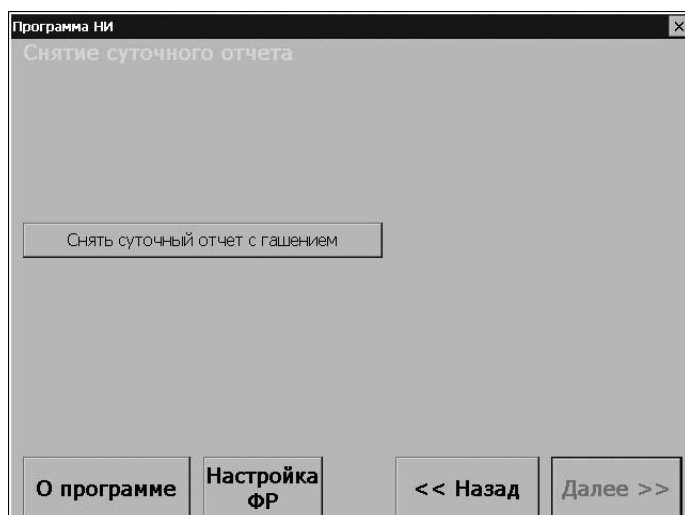 Программа НИ
Снятие суточного отчета
Снять суточный отчет с гашением
О программе
Настройка
ФР
<< Назад
Далее >>